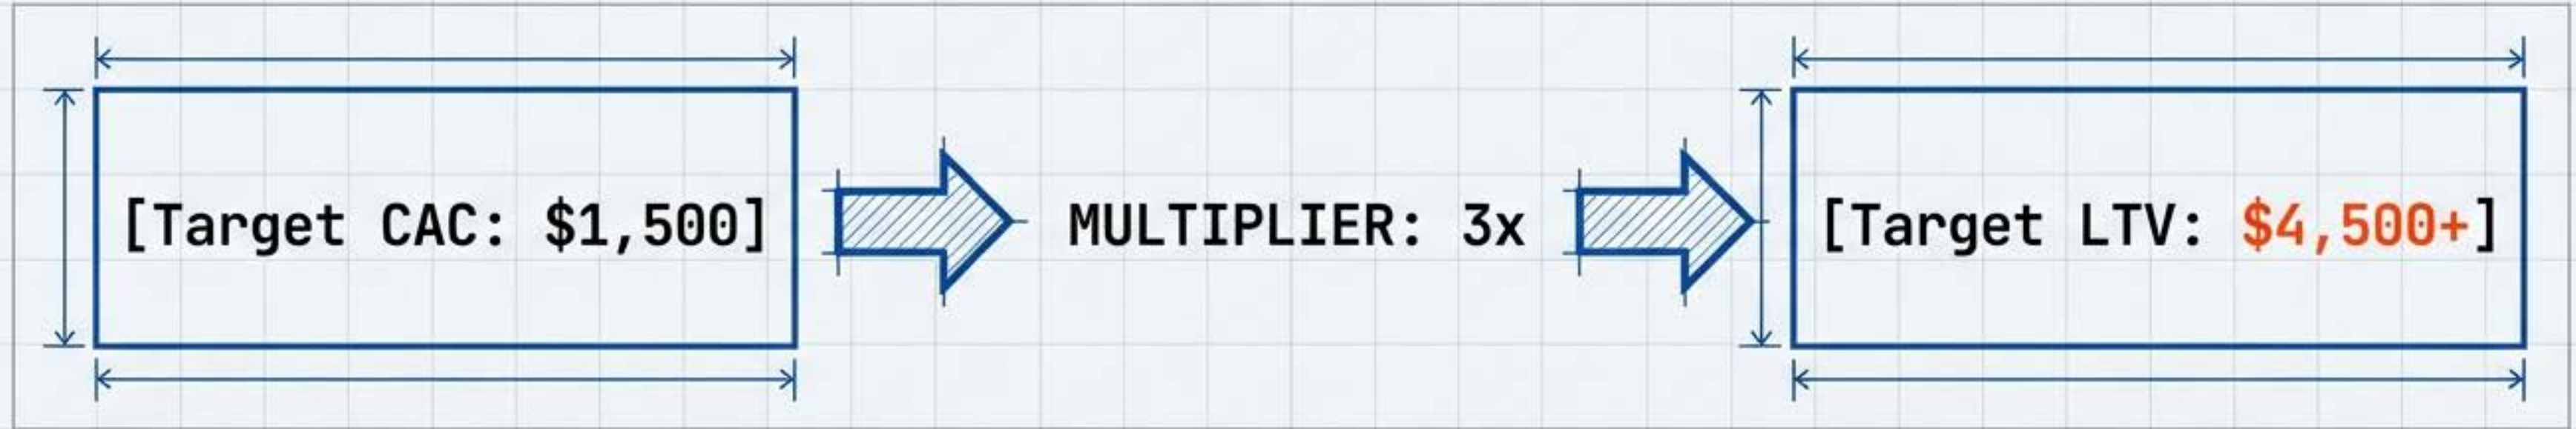 [Target CAC: $1,500] MULTIPLIER: 3x [Target LTV: $4,500+]